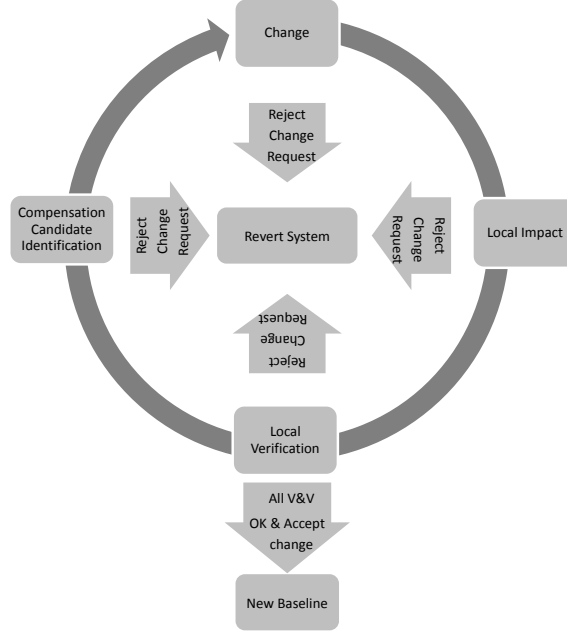 Change
Reject
Change
Request
Compensation
Candidate
Identification
Reject
Change
Request
Revert System
Reject
Change
Request
Local Impact
Reject
Change
Request
Local
Verification
All V&V
OK & Accept
change
New Baseline